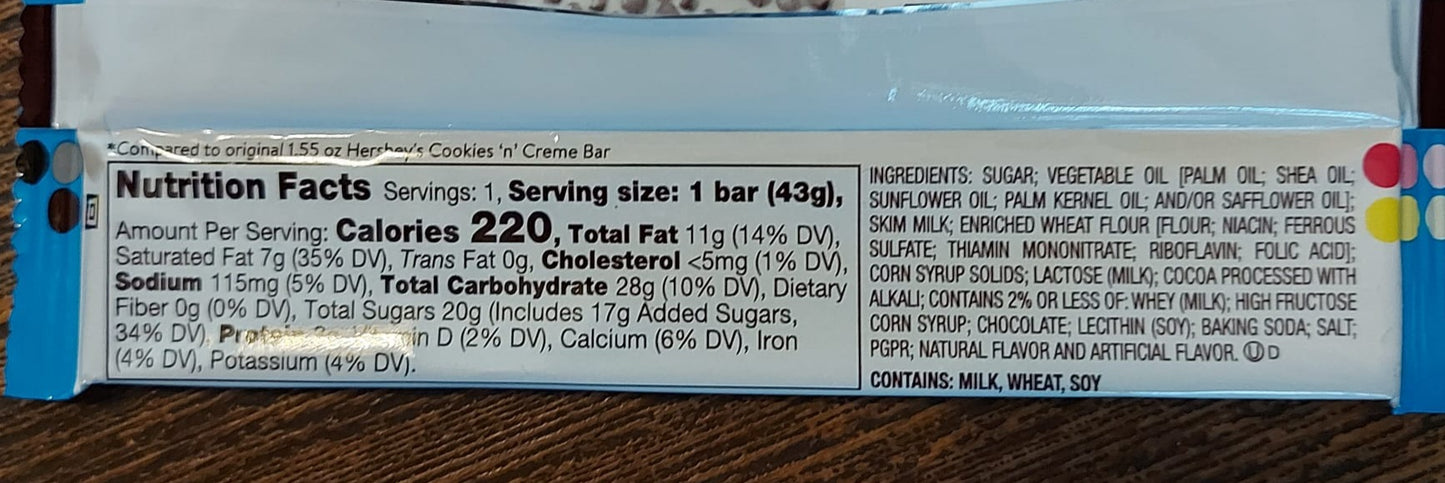 *Compared to original 1.55 oz Hershey's Cookies 'n' Creme Bar
Nutrition Facts Servings: 1, Serving size: 1 bar (43g),
Amount Per Serving: Calories 220, Total Fat 11g (14% DV),
Saturated Fat 7g (35% DV), Trans Fat 0g, Cholesterol <5mg (1% DV),
Sodium 115mg (5% DV), Total Carbohydrate 28g (10% DV), Dietary
Fiber 0g (0% DV), Total Sugars 20g (Includes 17g Added Sugars,
34% DV), Protein D (2% DV), Calcium (6% DV), Iron
(4% DV), Potassium (4% DV).
INGREDIENTS: SUGAR; VEGETABLE OIL [PALM OIL; SHEA OIL;
SUNFLOWER OIL; PALM KERNEL OIL; AND/OR SAFFLOWER OIL];
SKIM MILK; ENRICHED WHEAT FLOUR [FLOUR; NIACIN; FERROUS
SULFATE; THIAMIN MONONITRATE; RIBOFLAVIN; FOLIC ACID];
CORN SYRUP SOLIDS; LACTOSE (MILK); COCOA PROCESSED WITH
ALKALI; CONTAINS 2% OR LESS OF: WHEY (MILK); HIGH FRUCTOSE
CORN SYRUP; CHOCOLATE; LECITHIN (SOY); BAKING SODA; SALT;
PGPR; NATURAL FLAVOR AND ARTIFICIAL FLAVOR. Ⓤ D
CONTAINS: MILK, WHEAT, SOY